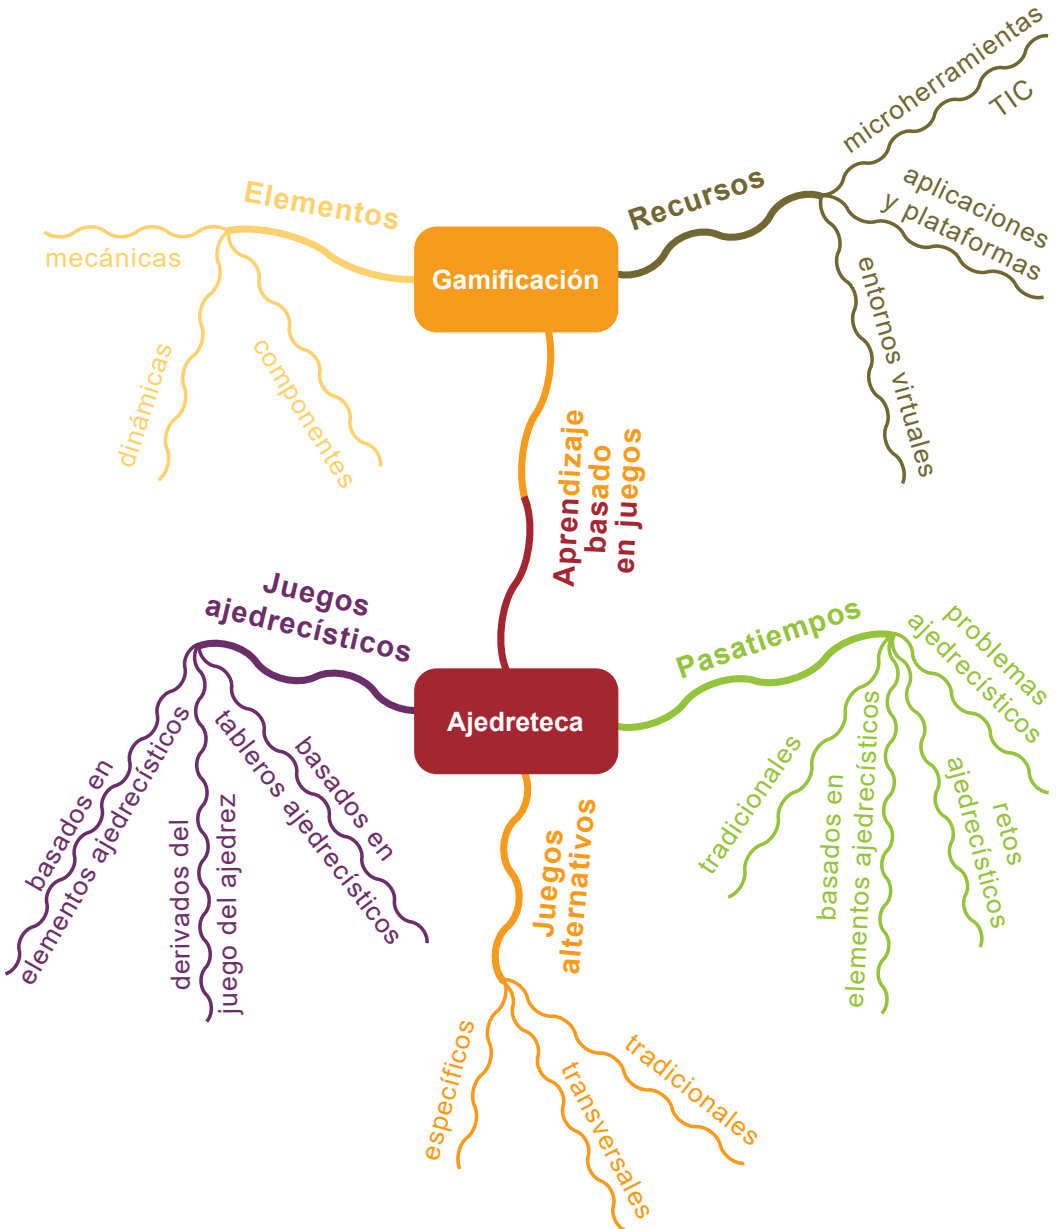 Gamificación
Elementos
mecánicas
dinámicas
componentes
Recursos
microherramientas
TIC
aplicaciones
y plataformas
entornos virtuales
Aprendizaje
basado
en juegos
Ajedreteca
Juegos
ajedrecísticos
basados en
elementos ajedrecísticos
derivados del
juego del ajedrez
basados en
tableros ajedrecísticos
Pasatiempos
tradicionales
basados en
elementos ajedrecísticos
retos
ajedrecísticos
problemas
ajedrecísticos
Juegos
alternativos
específicos
transversales
tradicionales